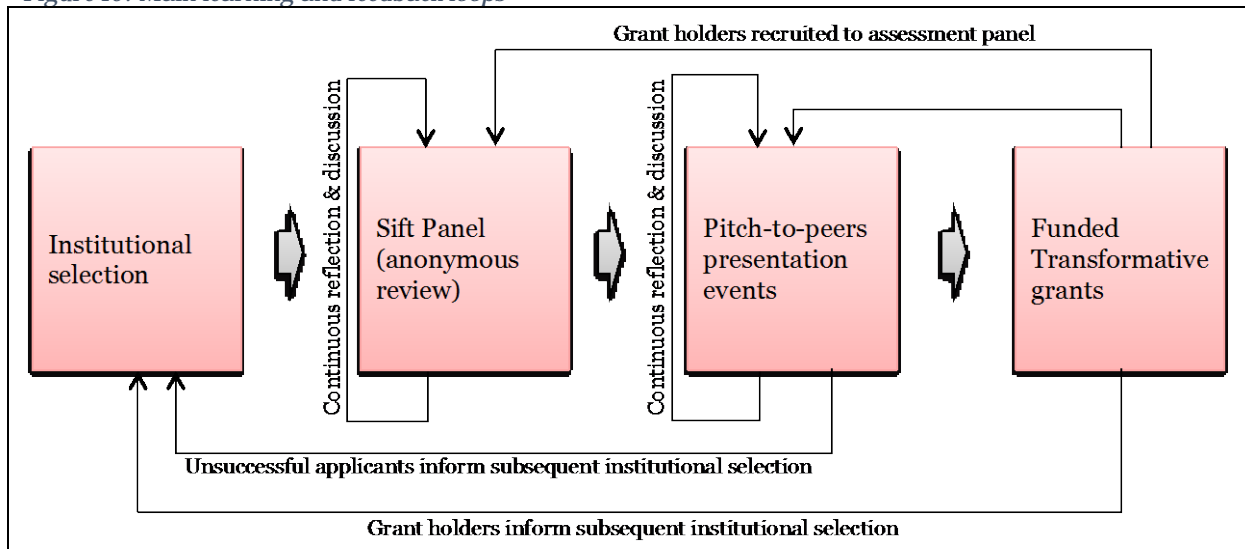 Grant holders recruited to assessment panel
Continuous reflection & discussion
Continuous reflection & discussion
Institutional
selection
Sift Panel
(anonymous
review)
Pitch-to-peers
presentation
events
Funded
Transformative
grants
Unsuccessful applicants inform subsequent institutional selection
Grant holders inform subsequent institutional selection